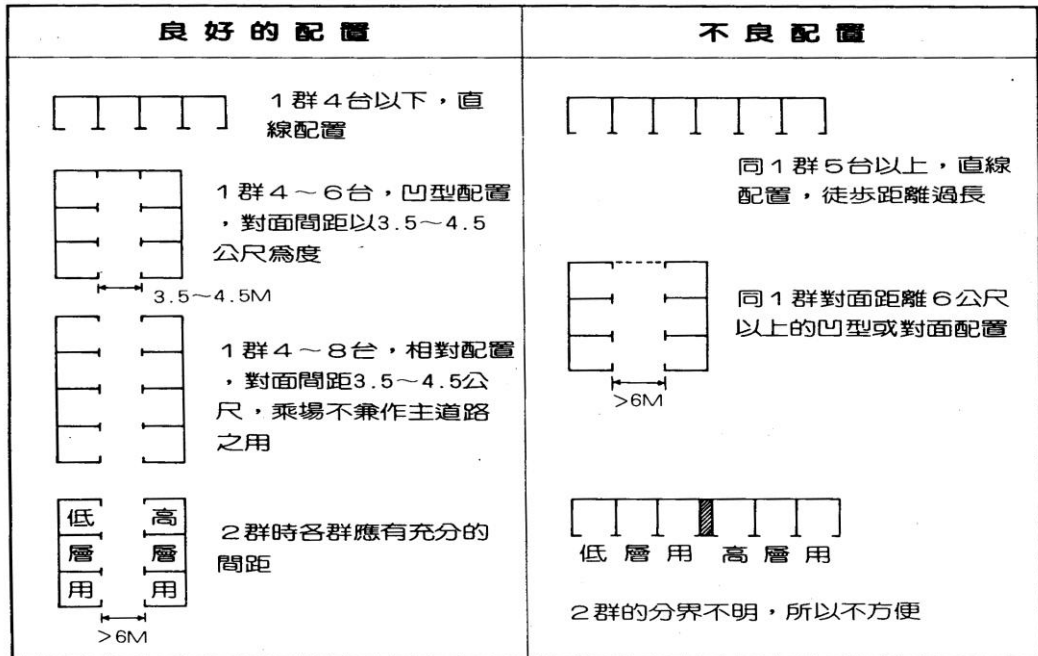 良好的配置
1群4台以下，直
線配置
1群4～6台，凹型配置
，對面間距以3.5～4.5
公尺為度
3.5～4.5M
1群4～8台，相對配置
，對面間距3.5～4.5公
尺，乘場不兼作主道路
之用
低 高
層 層
用 用
2群時各群應有充分的
間距
>6M
不良配置
同1群5台以上，直線
配置，徒步距離過長
同1群對面距離6公尺
以上的凹型或對面配置
>6M
低層用 高層用
2群的分界不明，所以不方便